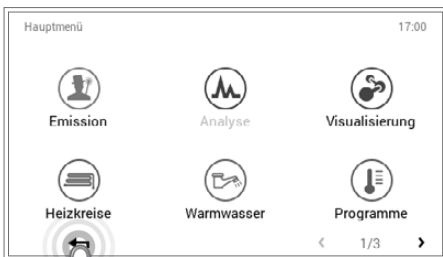 Hauptmenü 17:00
Emission Analyse Visualisierung
Heizkreise Warmwasser Programme
1/3